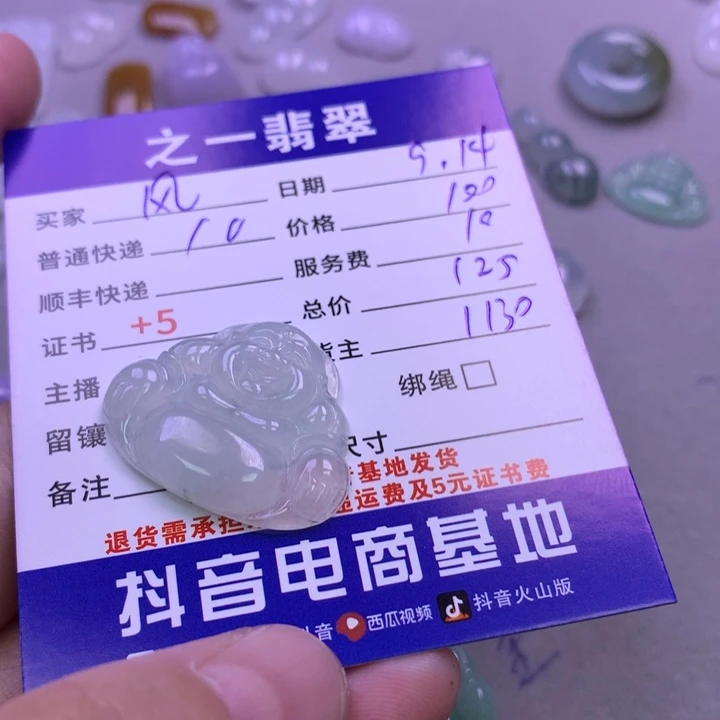 之一翡翠
买家 风 日期 9.14
普通快递 10 价格 100
顺丰快递 服务费 10
证书 +5 总价 125
主播 货主 1130
留镶 绑绳
备注 尺寸
基地发货
退货需承担 运费及5元证书费
抖音电商基地
抖音 西瓜视频 抖音火山版